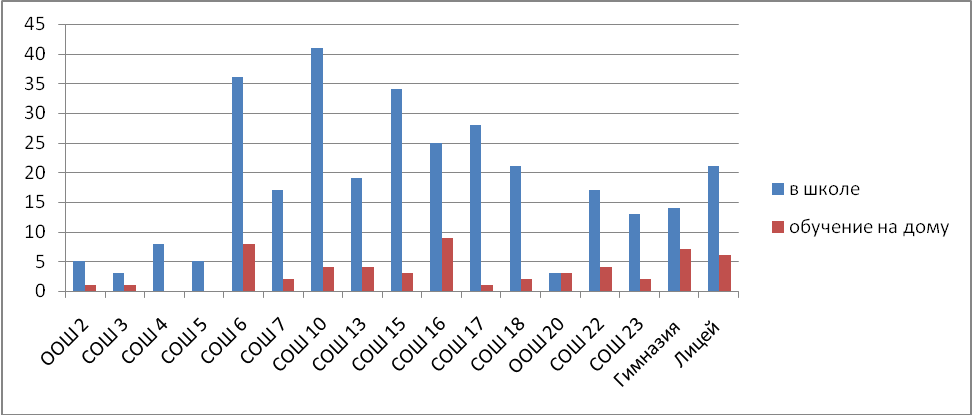 45
40
35
30
25
20
15
10
5
0
ООШ 2
СОШ 3
СОШ 4
СОШ 5
СОШ 6
СОШ 7
СОШ 10
СОШ 13
СОШ 15
СОШ 16
СОШ 17
СОШ 18
ООШ 20
СОШ 22
СОШ 23
Гимназия
Лицей
в школе
обучение на дому